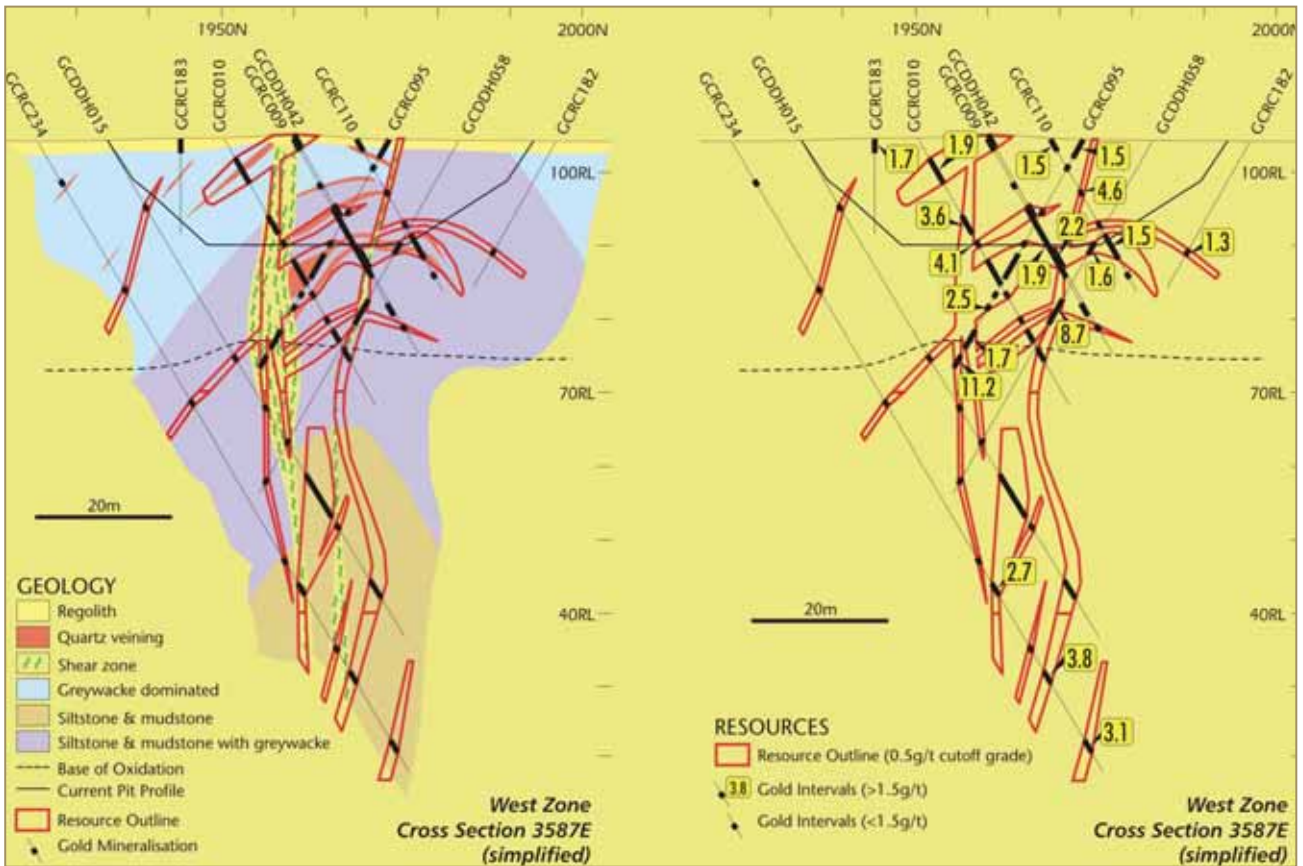 1950N
2000N
GCRC234
GCDDH015
GCRC183
GCRC010
GCRC009
GCDDH042
GCRC110
GCRC095
GCDDH058
GCRC182
100RL
70RL
40RL
20m
GEOLOGY
Regolith
Quartz veining
Shear zone
Greywacke dominated
Siltstone & mudstone
Siltstone & mudstone with greywacke
Base of Oxidation
Current Pit Profile
Resource Outline
Gold Mineralisation
West Zone
Cross Section 3587E
(simplified)
1950N
2000N
GCRC234
GCDDH015
GCRC183
GCRC010
GCRC009
GCDDH042
GCRC110
GCRC095
GCDDH058
GCRC182
1.7
1.9
1.5
1.5
100RL
4.6
3.6
2.2
1.5
1.3
4.1
1.9
1.6
2.5
8.7
1.7
11.2
70RL
2.7
40RL
20m
3.8
3.1
RESOURCES
Resource Outline (0.5g/t cutoff grade)
3.8 Gold Intervals (>1.5g/t)
Gold Intervals (<1.5g/t)
West Zone
Cross Section 3587E
(simplified)